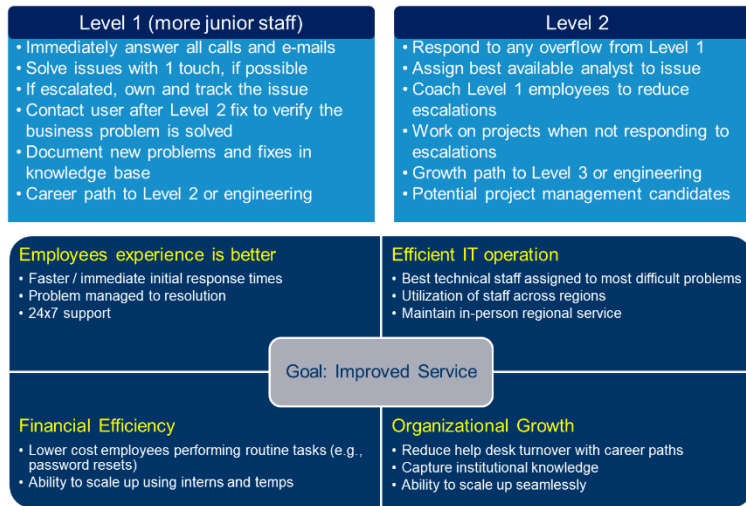 Level 1 (more junior staff)
• Immediately answer all calls and e-mails
• Solve issues with 1 touch, if possible
• If escalated, own and track the issue
• Contact user after Level 2 fix to verify the
business problem is solved
• Document new problems and fixes in
knowledge base
• Career path to Level 2 or engineering
Level 2
• Respond to any overflow from Level 1
• Assign best available analyst to issue
• Coach Level 1 employees to reduce
escalations
• Work on projects when not responding to
escalations
• Growth path to Level 3 or engineering
• Potential project management candidates
Employees experience is better
• Faster / immediate initial response times
• Problem managed to resolution
• 24x7 support
Efficient IT operation
• Best technical staff assigned to most difficult problems
• Utilization of staff across regions
• Maintain in-person regional service
Goal: Improved Service
Financial Efficiency
• Lower cost employees performing routine tasks (e.g.,
password resets)
• Ability to scale up using interns and temps
Organizational Growth
• Reduce help desk turnover with career paths
• Capture institutional knowledge
• Ability to scale up seamlessly